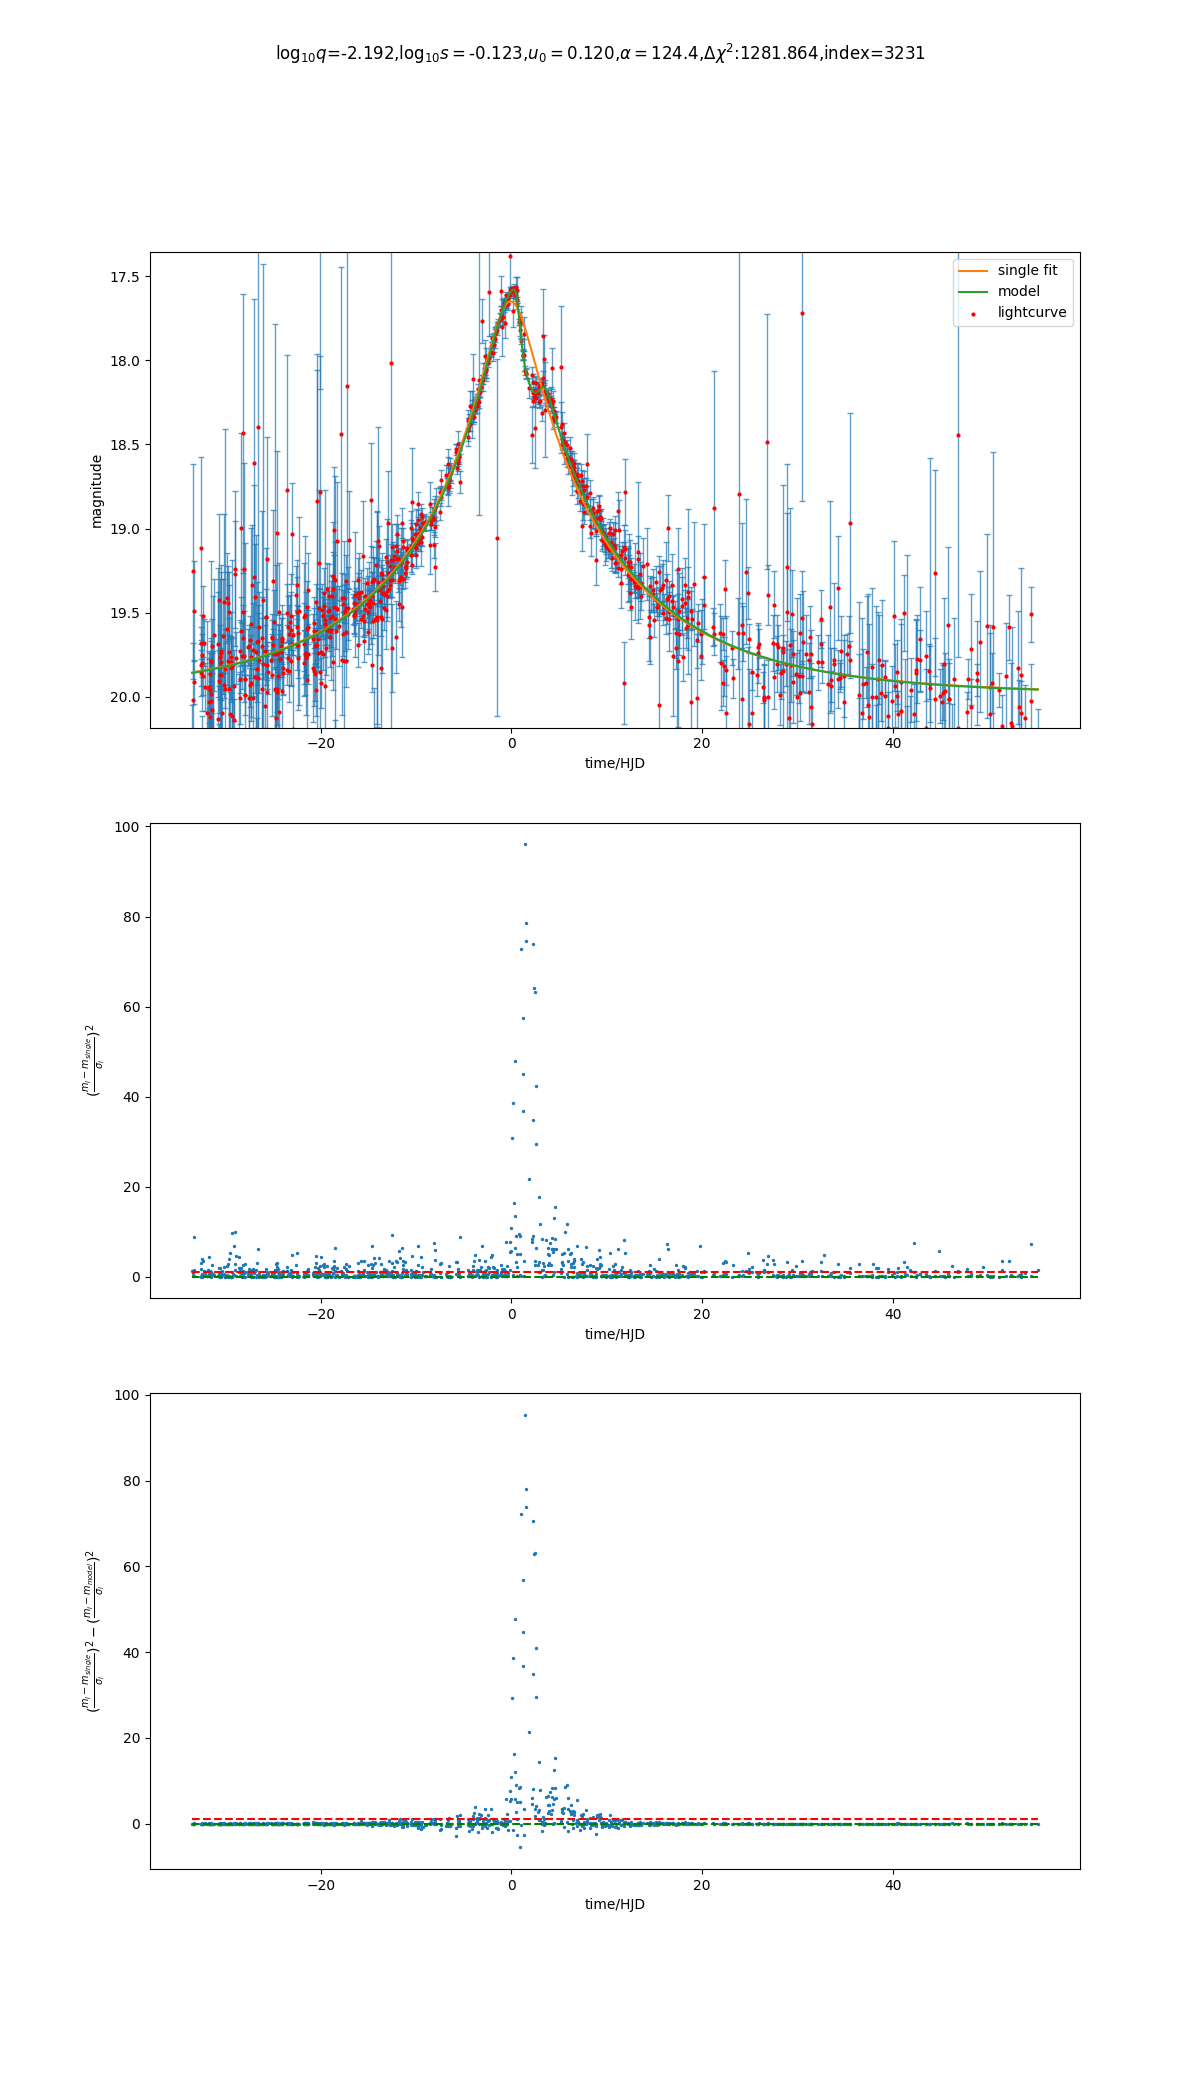 log₁₀q=-2.192,log₁₀s=-0.123,u₀=0.120,α=124.4,Δχ²:1281.864,index=3231
17.5
18.0
18.5
19.0
19.5
20.0
magnitude
single fit
model
lightcurve
−20 0 20 40
time/HJD
100
80
60
40
20
0
(mᵢ−m_single/σᵢ)²
−20 0 20 40
time/HJD
100
80
60
40
20
0
(mᵢ−m_single/σᵢ)²−(mᵢ−m_model/σᵢ)²
−20 0 20 40
time/HJD